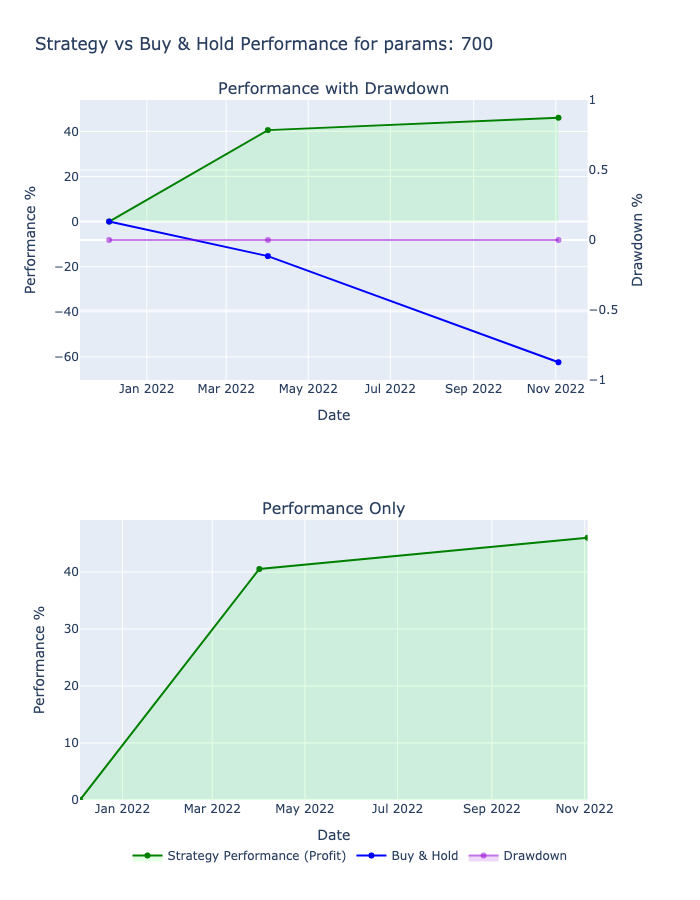 Strategy vs Buy & Hold Performance for params: 700
Performance with Drawdown
40
20
0
−20
−40
−60
Performance %
1
0.5
0
−0.5
−1
Drawdown %
Jan 2022 Mar 2022 May 2022 Jul 2022 Sep 2022 Nov 2022
Date
Performance Only
40
30
20
10
0
Performance %
Jan 2022 Mar 2022 May 2022 Jul 2022 Sep 2022 Nov 2022
Date
Strategy Performance (Profit) Buy & Hold Drawdown